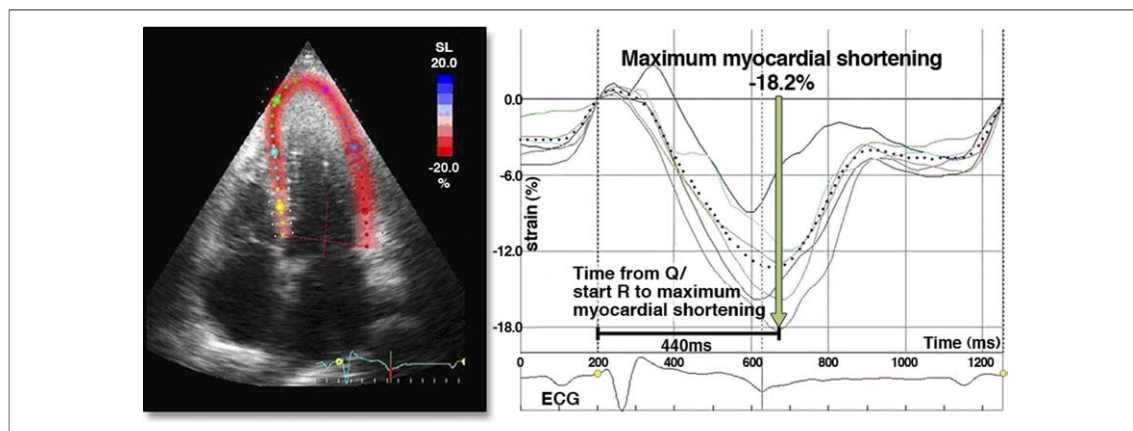 SL
20.0
-20.0
%
Maximum myocardial shortening
-18.2%
0.0
-6.0
-12.0
-18.0
strain (%)
Time from Q/
start R to maximum
myocardial shortening
440ms
Time (ms)
0 200 400 600 800 1000 1200
ECG